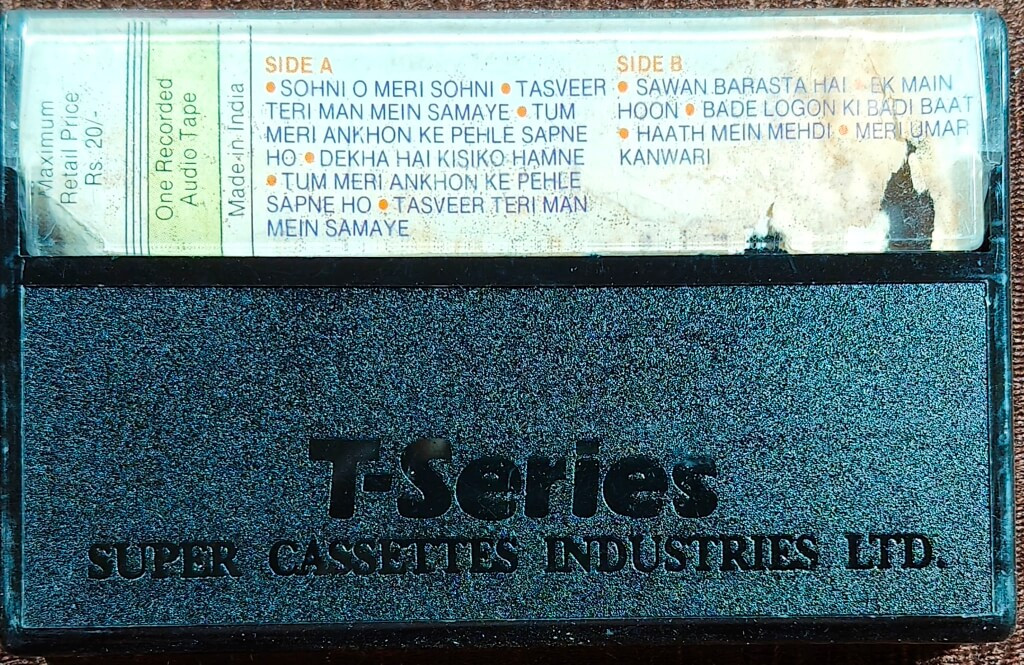 Maximum
Retail Price
Rs. 20/-
One Recorded
Audio Tape
Made in India
SIDE A
• SOHNI O MERI SOHNI • TASVEER
TERI MAN MEIN SAMAYE • TUM
MERI ANKHON KE PEHLE SAPNE
HO • DEKHA HAI KISIKO HAMNE
• TUM MERI ANKHON KE PEHLE
SAPNE HO • TASVEER TERI MAN
MEIN SAMAYE
SIDE B
• SAWAN BARASTA HAI • EK MAIN
HOON • BADE LOGON KI BADI BAAT
• HAATH MEIN MEHDI • MERI UMAR
KANWARI
T-Series
SUPER CASSETTES INDUSTRIES LTD.